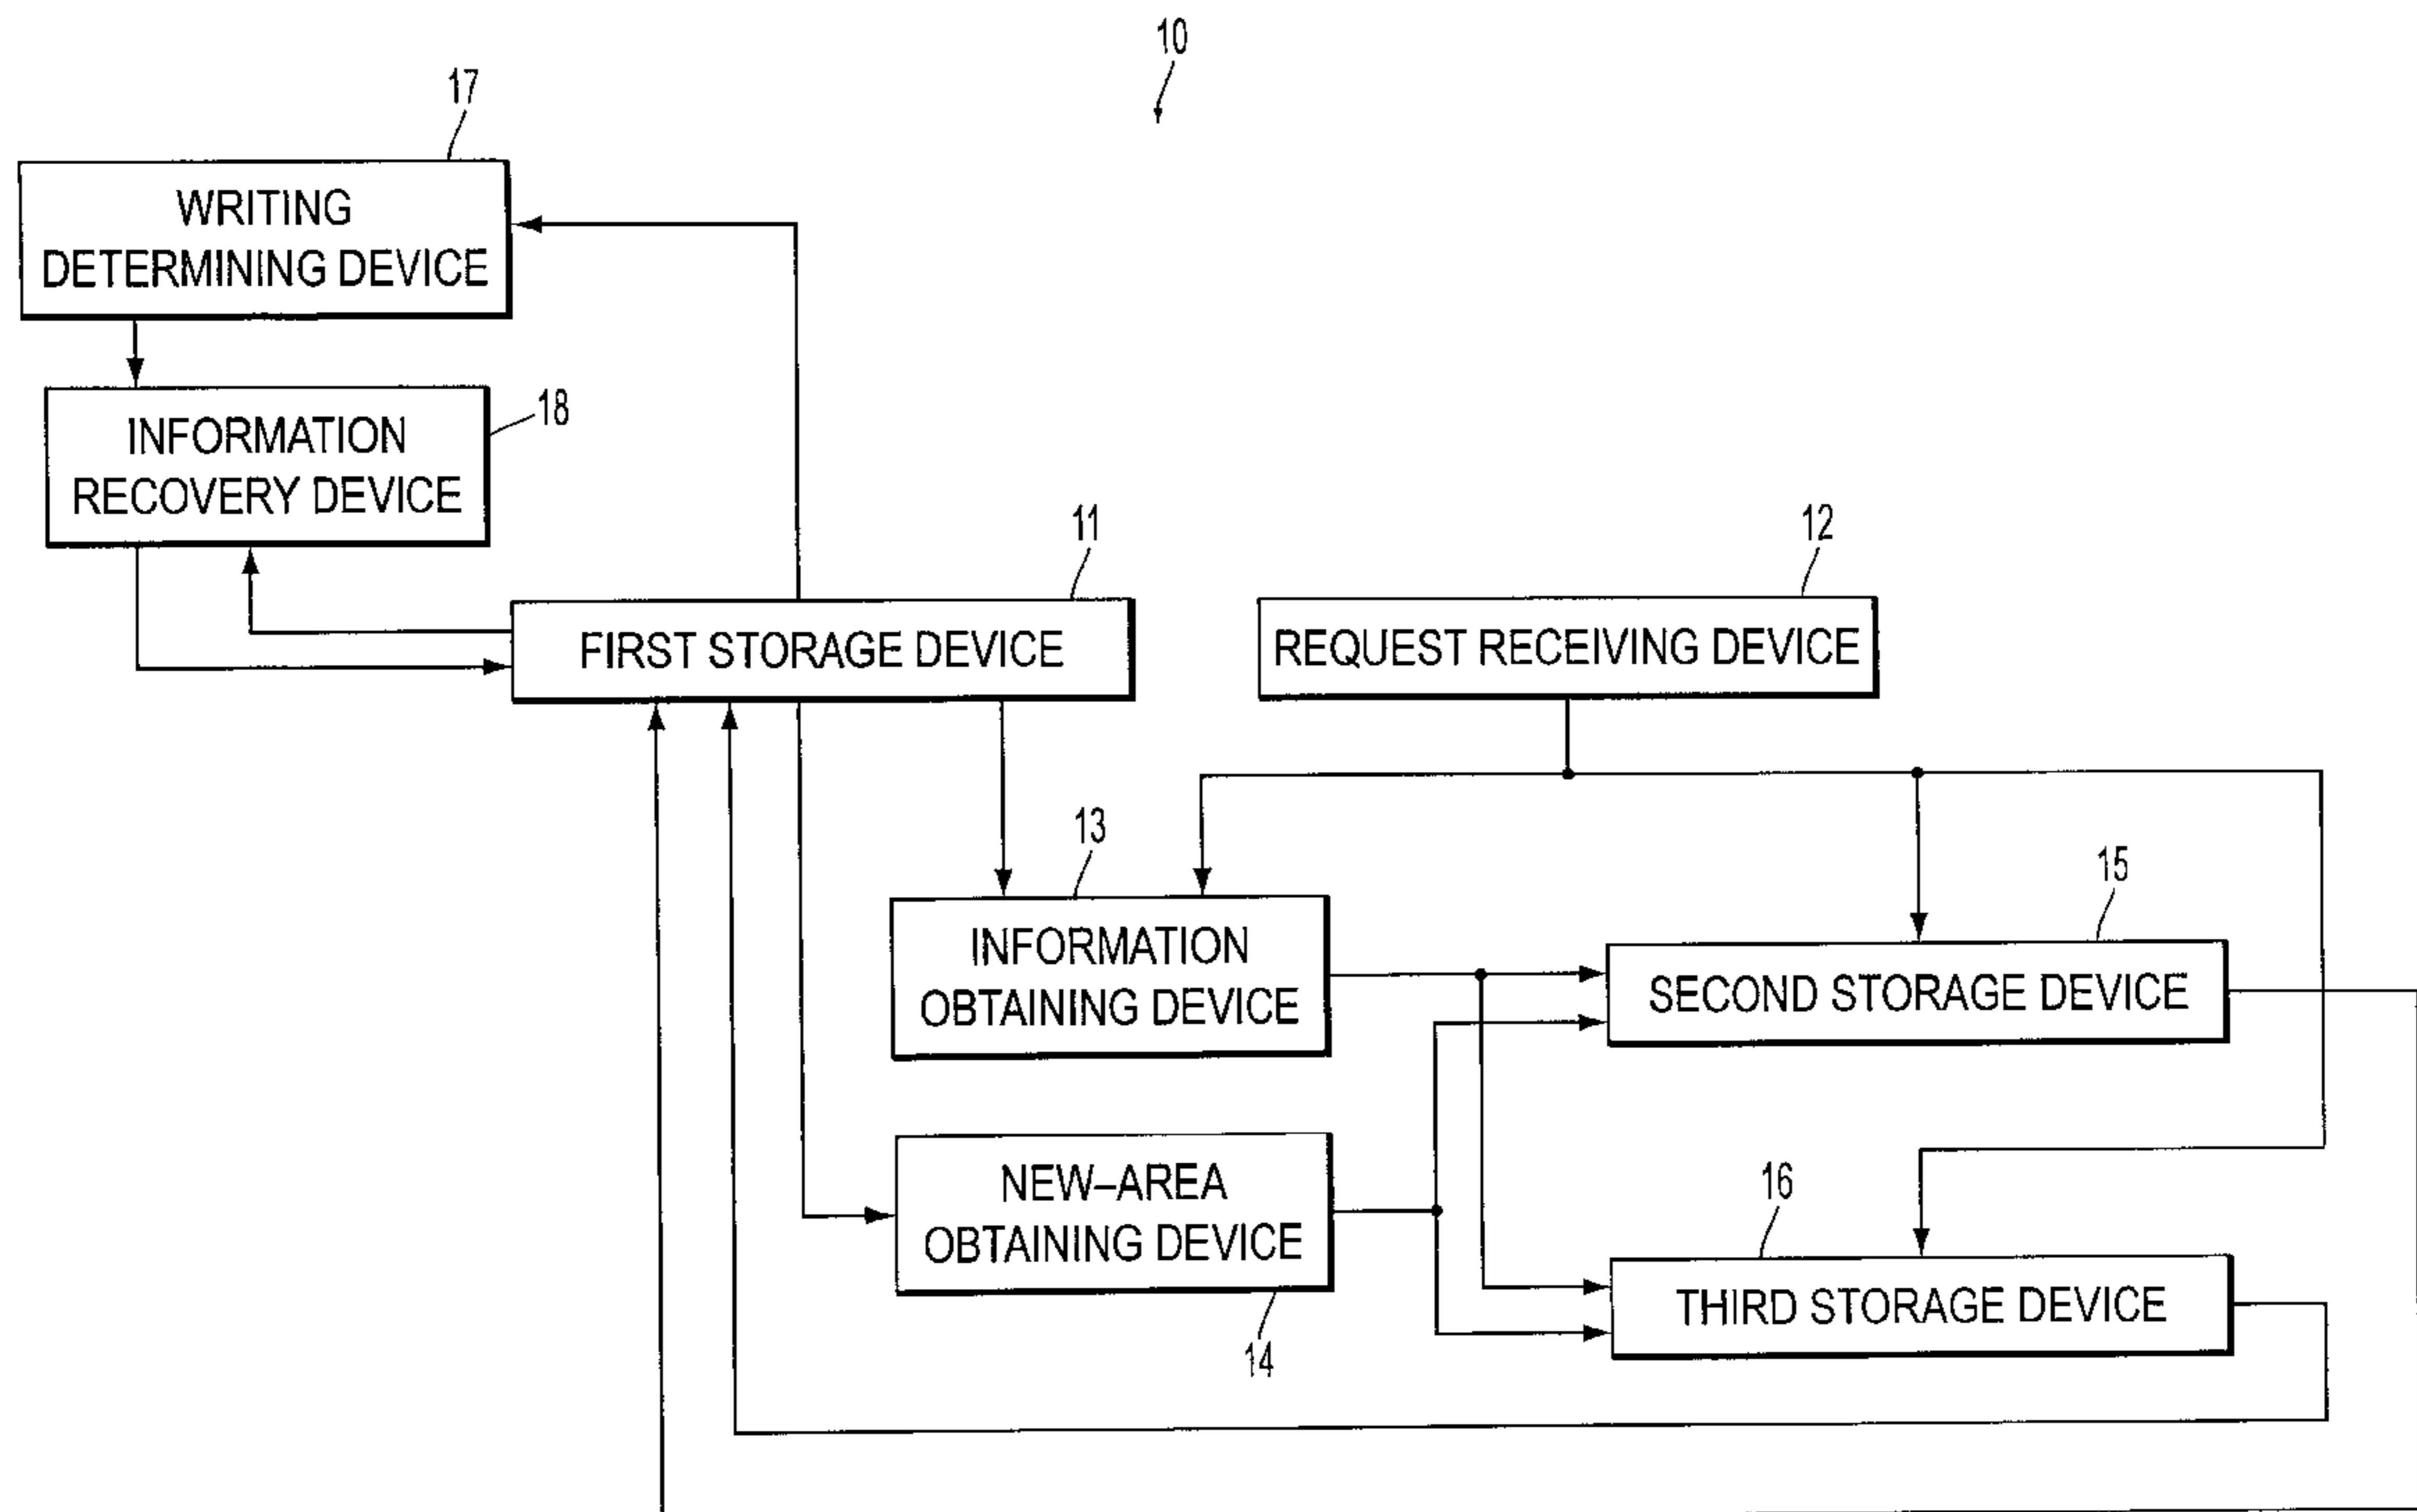 10
17
WRITING
DETERMINING DEVICE
INFORMATION
RECOVERY DEVICE
18
11
FIRST STORAGE DEVICE
12
REQUEST RECEIVING DEVICE
13
INFORMATION
OBTAINING DEVICE
15
SECOND STORAGE DEVICE
NEW–AREA
OBTAINING DEVICE
14
16
THIRD STORAGE DEVICE